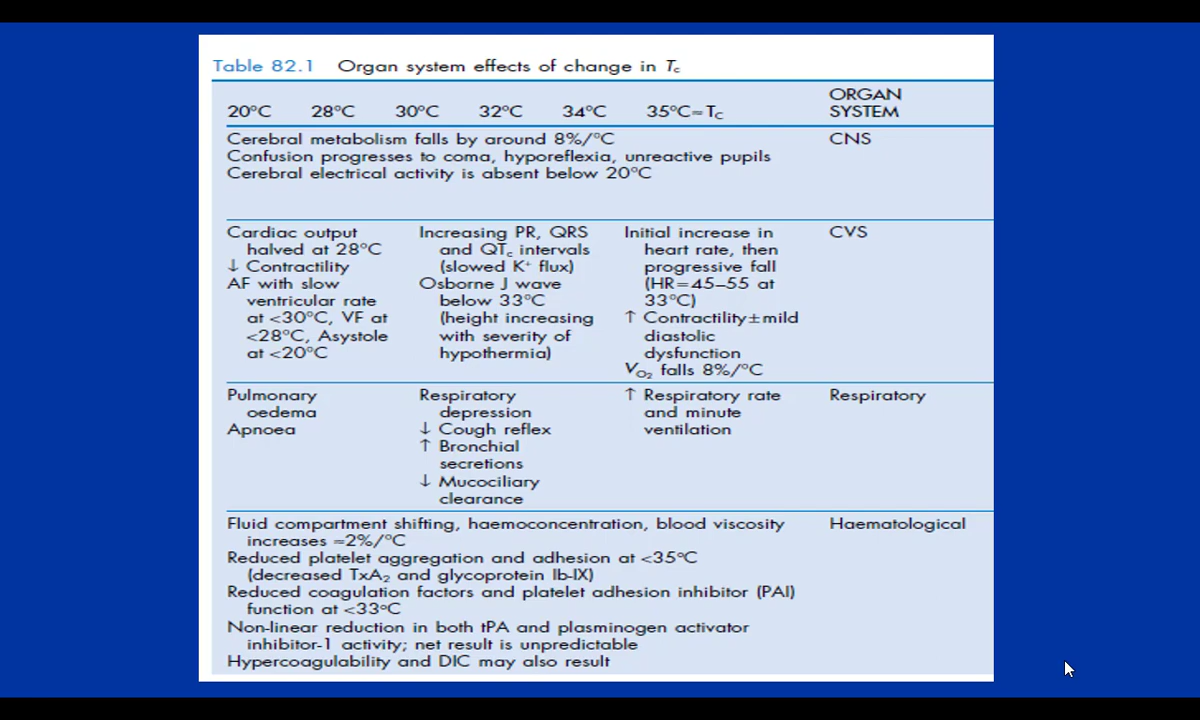 Table 82.1 Organ system effects of change in Tc
20°C 28°C 30°C 32°C 34°C 35°C=Tc ORGAN SYSTEM
Cerebral metabolism falls by around 8%/°C CNS
Confusion progresses to coma, hyporeflexia, unreactive pupils
Cerebral electrical activity is absent below 20°C
Cardiac output
halved at 28°C
↓ Contractility
AF with slow
ventricular rate
at <30°C, VF at
<28°C, Asystole
at <20°C
Increasing PR, QRS
and QTc intervals
(slowed K+ flux)
Osborne J wave
below 33°C
(height increasing
with severity of
hypothermia)
Initial increase in
heart rate, then
progressive fall
(HR=45–55 at
33°C)
↑ Contractility±mild
diastolic
dysfunction
VO2 falls 8%/°C
CVS
Pulmonary
oedema
Apnoea
Respiratory
depression
↓ Cough reflex
↑ Bronchial
secretions
↓ Mucociliary
clearance
↑ Respiratory rate
and minute
ventilation
Respiratory
Fluid compartment shifting, haemoconcentration, blood viscosity Haematological
increases ≈2%/°C
Reduced platelet aggregation and adhesion at <35°C
(decreased TxA2 and glycoprotein Ib-IX)
Reduced coagulation factors and platelet adhesion inhibitor (PAI)
function at <33°C
Non-linear reduction in both tPA and plasminogen activator
inhibitor-1 activity; net result is unpredictable
Hypercoagulability and DIC may also result